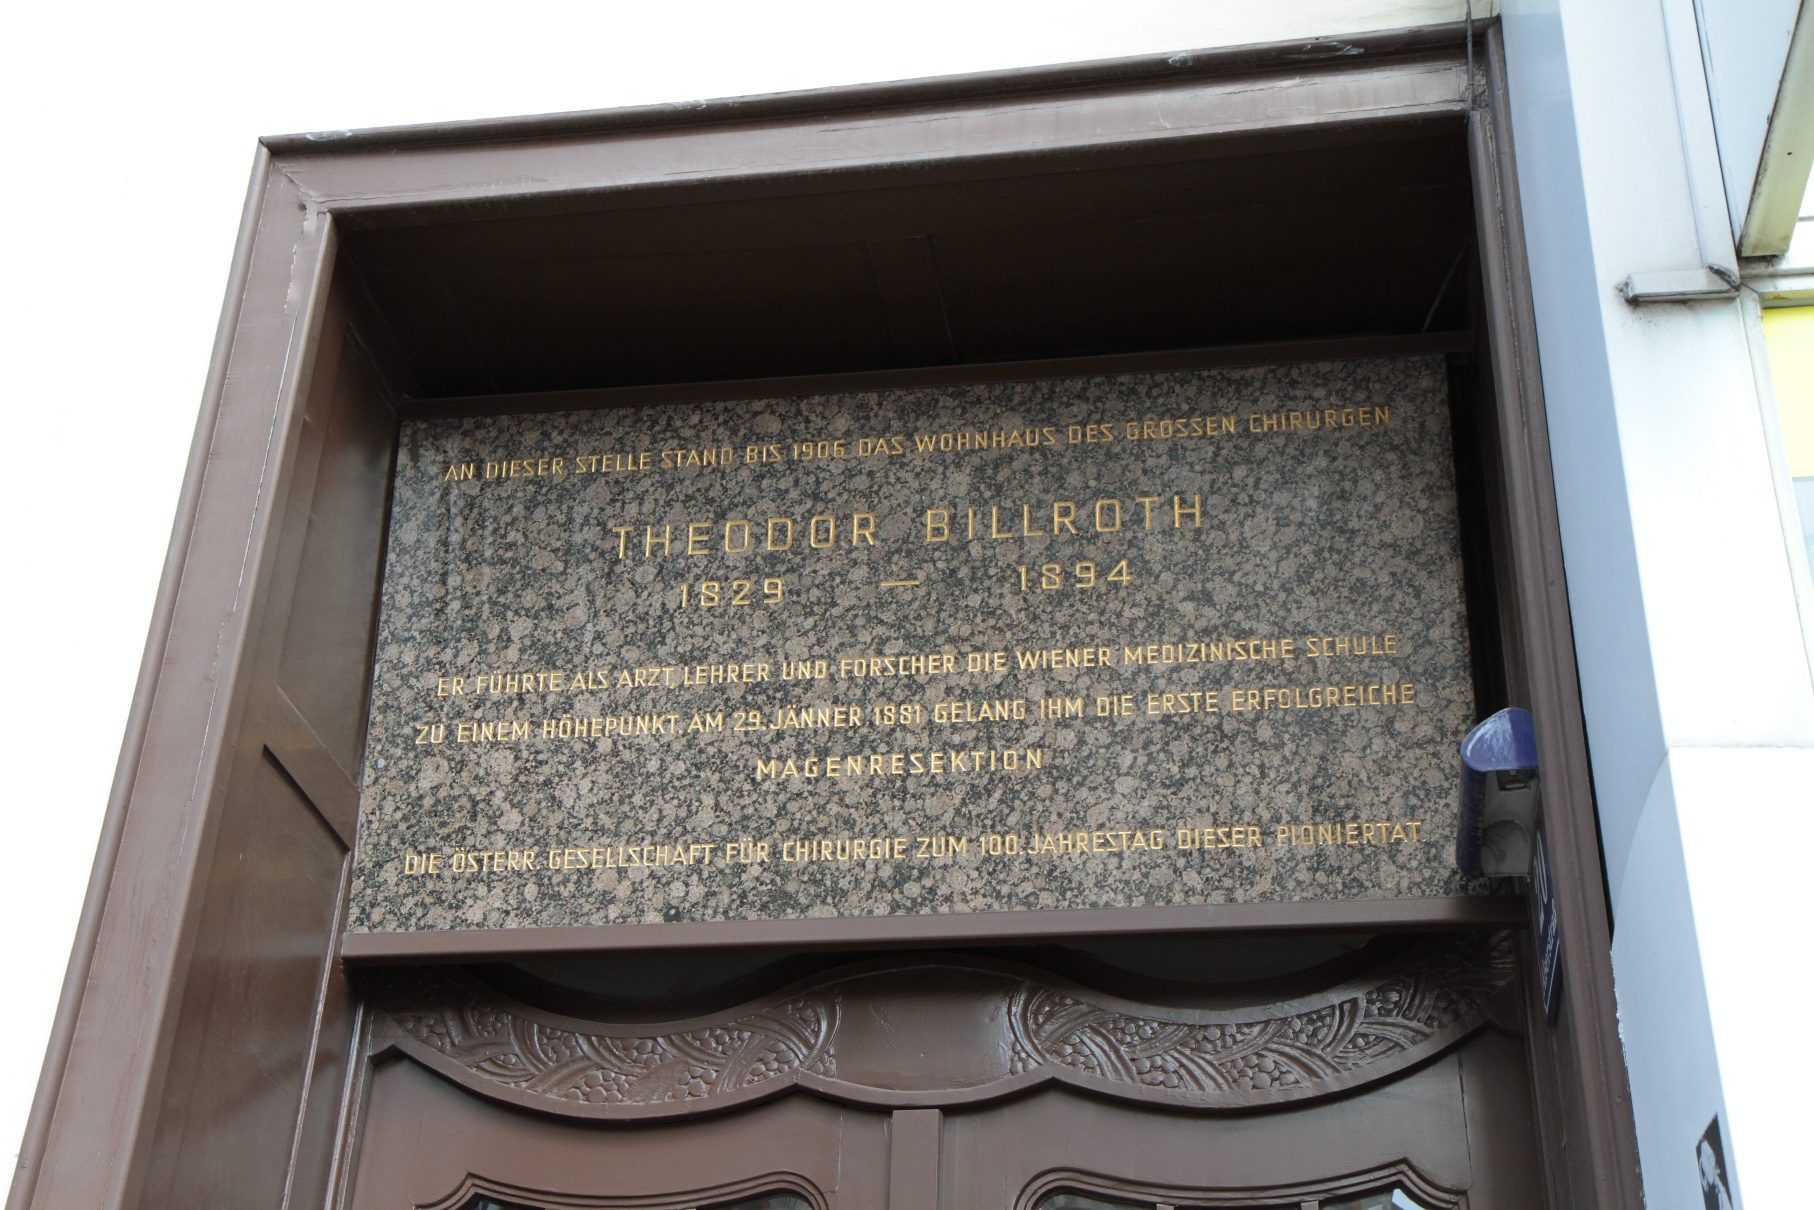 AN DIESER STELLE STAND BIS 1906 DAS WOHNHAUS DES GROSSEN CHIRURGEN
THEODOR BILLROTH
1829 — 1894
ER FÜHRTE ALS ARZT, LEHRER UND FORSCHER DIE WIENER MEDIZINISCHE SCHULE
ZU EINEM HÖHEPUNKT. AM 29. JÄNNER 1881 GELANG IHM DIE ERSTE ERFOLGREICHE
MAGENRESEKTION
DIE ÖSTERR. GESELLSCHAFT FÜR CHIRURGIE ZUM 100. JAHRESTAG DIESER PIONIERTAT.